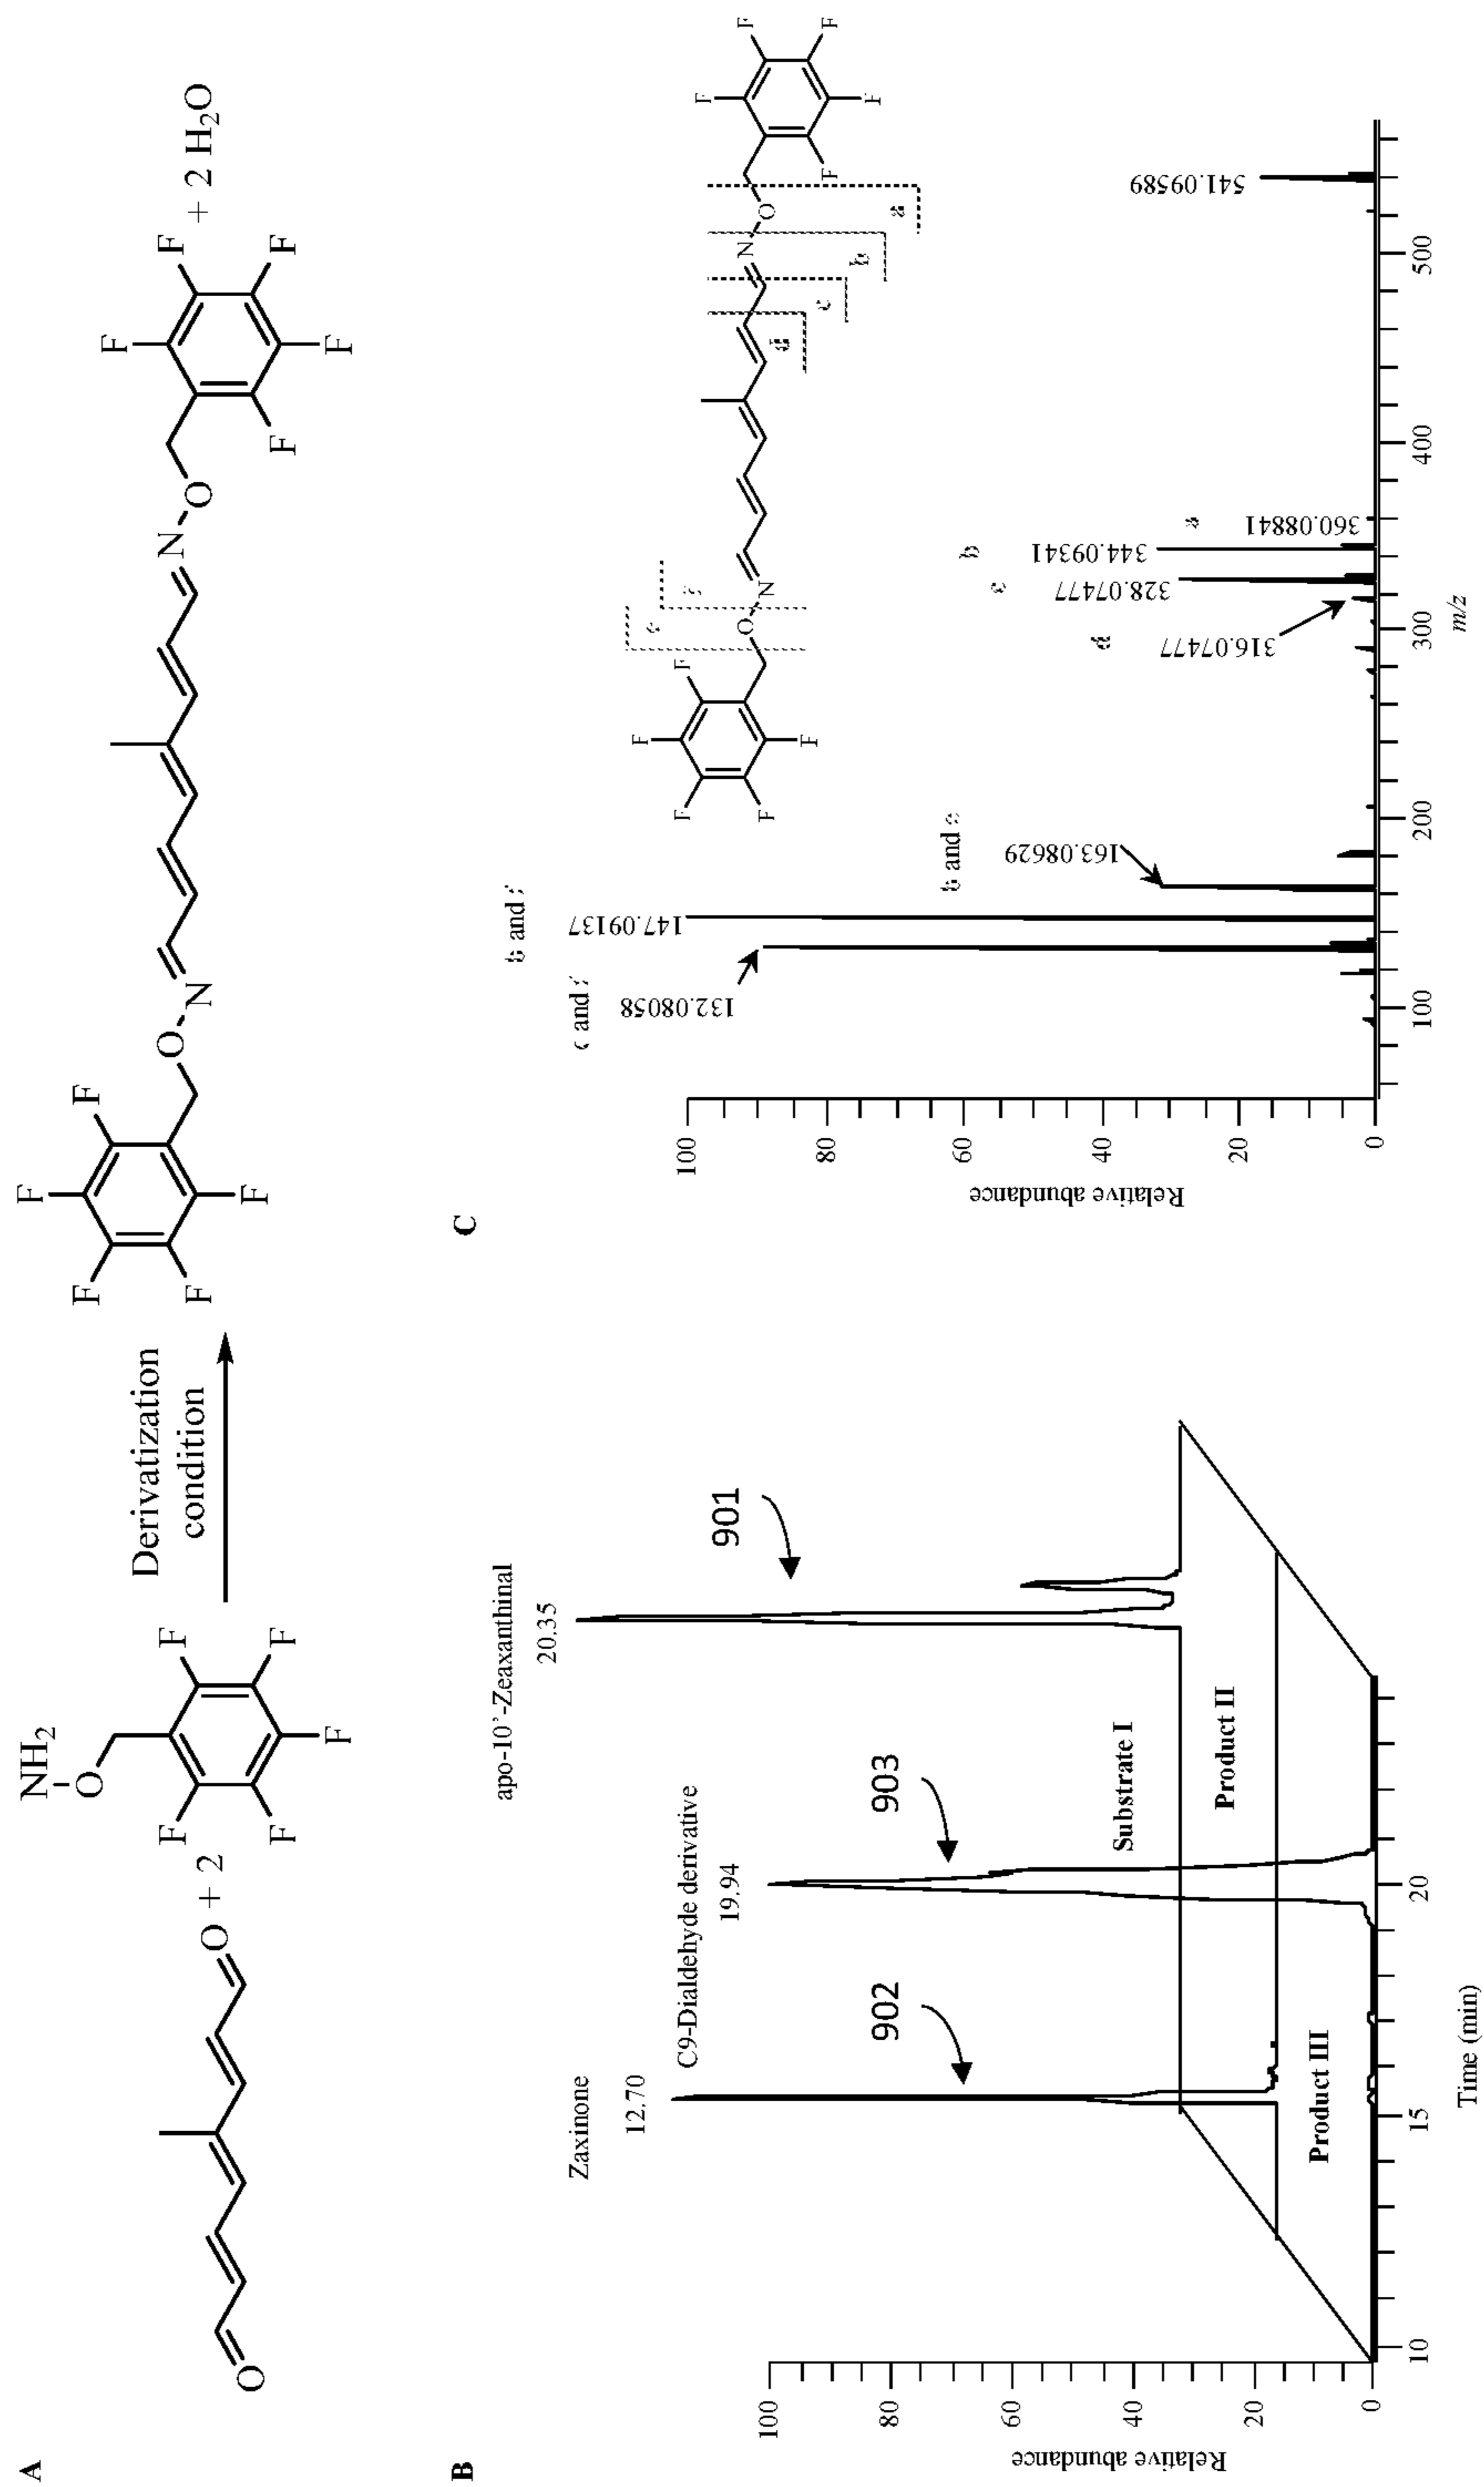 A
O
O + 2
NH2
O
F
F
F
F
F
Derivatization
condition
F
F
F
F
F
O
N
N
O
F
F
F
F
F
+ 2 H2O
B
Relative abundance
100
80
60
40
20
0
10
15
20
Time (min)
Zaxinone
12.70
902
C9-Dialdehyde derivative
19.94
903
apo-10'-Zeaxanthinal
20.35
901
Substrate I
Product II
Product III
C
Relative abundance
100
80
60
40
20
0
100
200
300
400
500
m/z
and
132.08058
and
147.09137
and
163.08629
d
316.07477
c
328.07477
b
344.09341
a
360.08841
541.09589
F
F
F
F
F
O
N
d
c
b
a
N
O
F
F
F
F
F